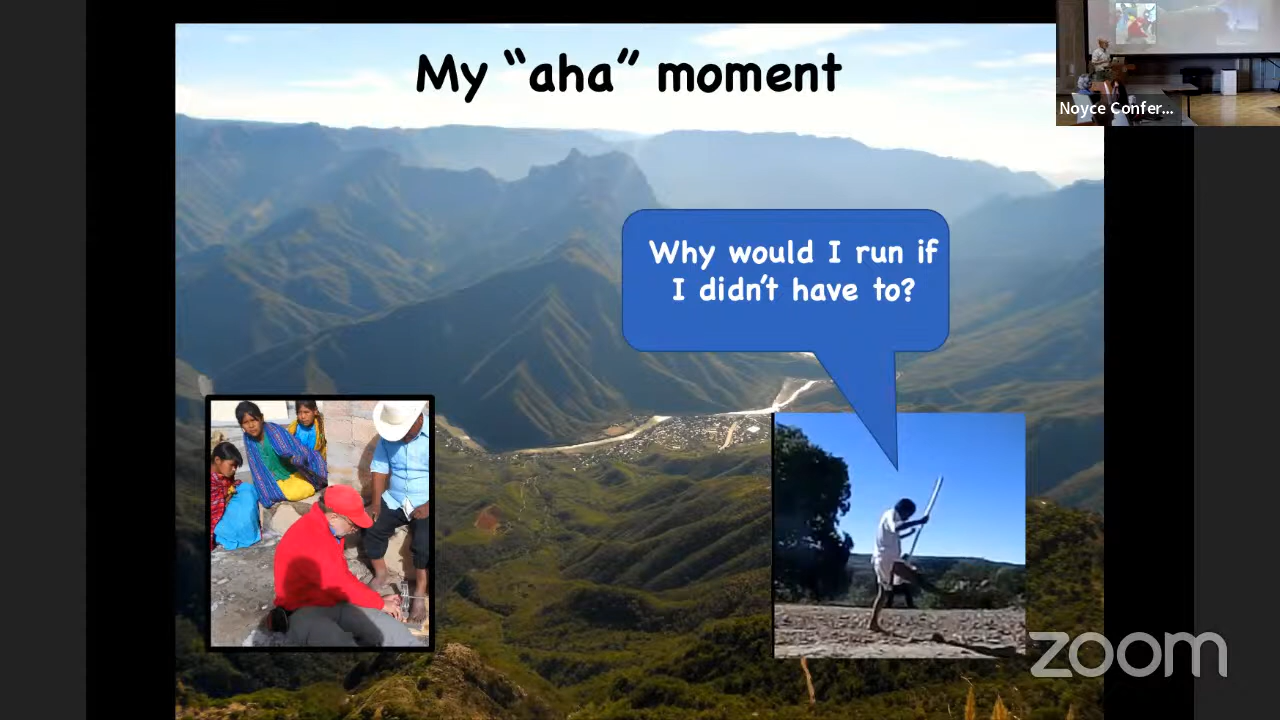 My “aha” moment
Noyce Confer...
Why would I run if
I didn’t have to?
zoom